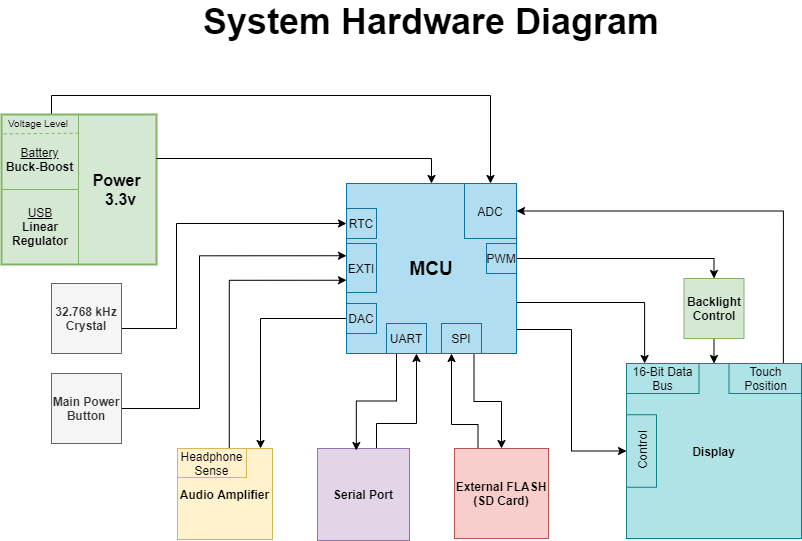 System Hardware Diagram
Voltage Level
Battery
Buck-Boost
USB
Linear
Regulator
Power
3.3v
32.768 kHz
Crystal
Main Power
Button
RTC
EXTI
DAC
MCU
ADC
PWM
UART
SPI
Backlight
Control
Headphone
Sense
Audio Amplifier
Serial Port
External FLASH
(SD Card)
16-Bit Data
Bus
Touch
Position
Control
Display